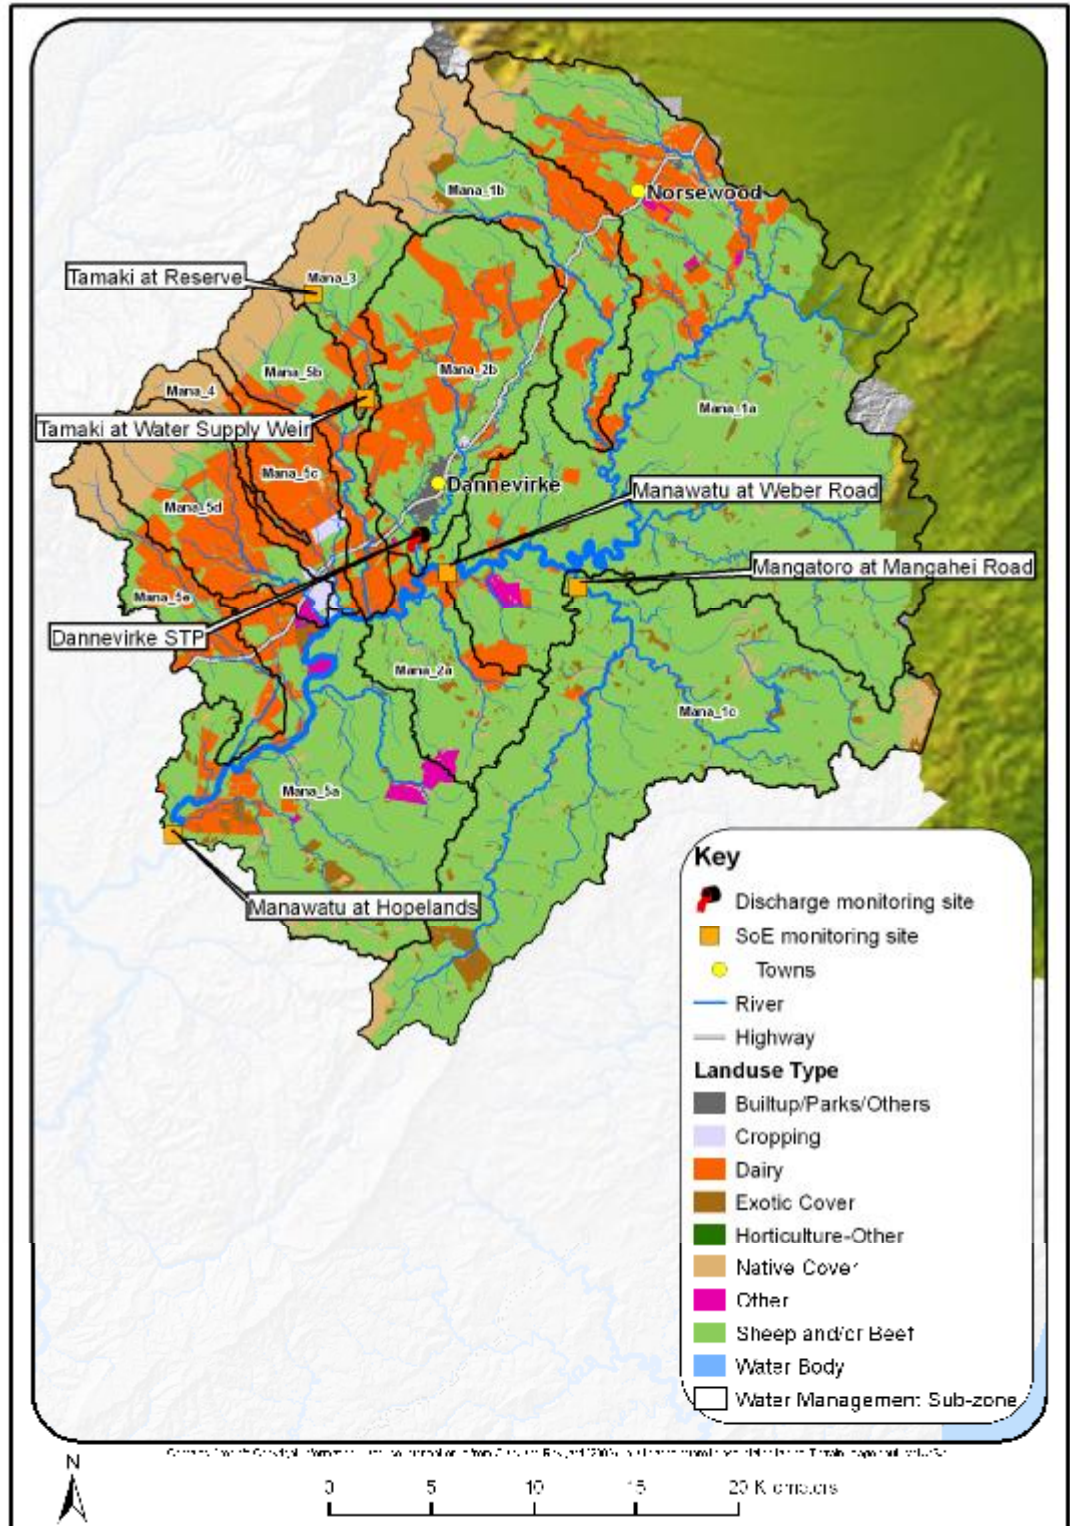 Norsewood
Mana_1b
Tamaki at Reserve
Mana_3
Mana_5b
Mana_2b
Mana_4
Mana_1a
Tamaki at Water Supply Weir
Mana_5c
Dannevirke
Manawatu at Weber Road
Mana_5d
Mangatoro at Mangahei Road
Mana_5e
Dannevirke STP
Mana_2a
Mana_1c
Mana_5a
Manawatu at Hopelands
Key
Discharge monitoring site
SoE monitoring site
Towns
River
Highway
Landuse Type
Builtup/Parks/Others
Cropping
Dairy
Exotic Cover
Horticulture-Other
Native Cover
Other
Sheep and/or Beef
Water Body
Water Management Sub-zone
N
0 5 10 15 20 Kilometers